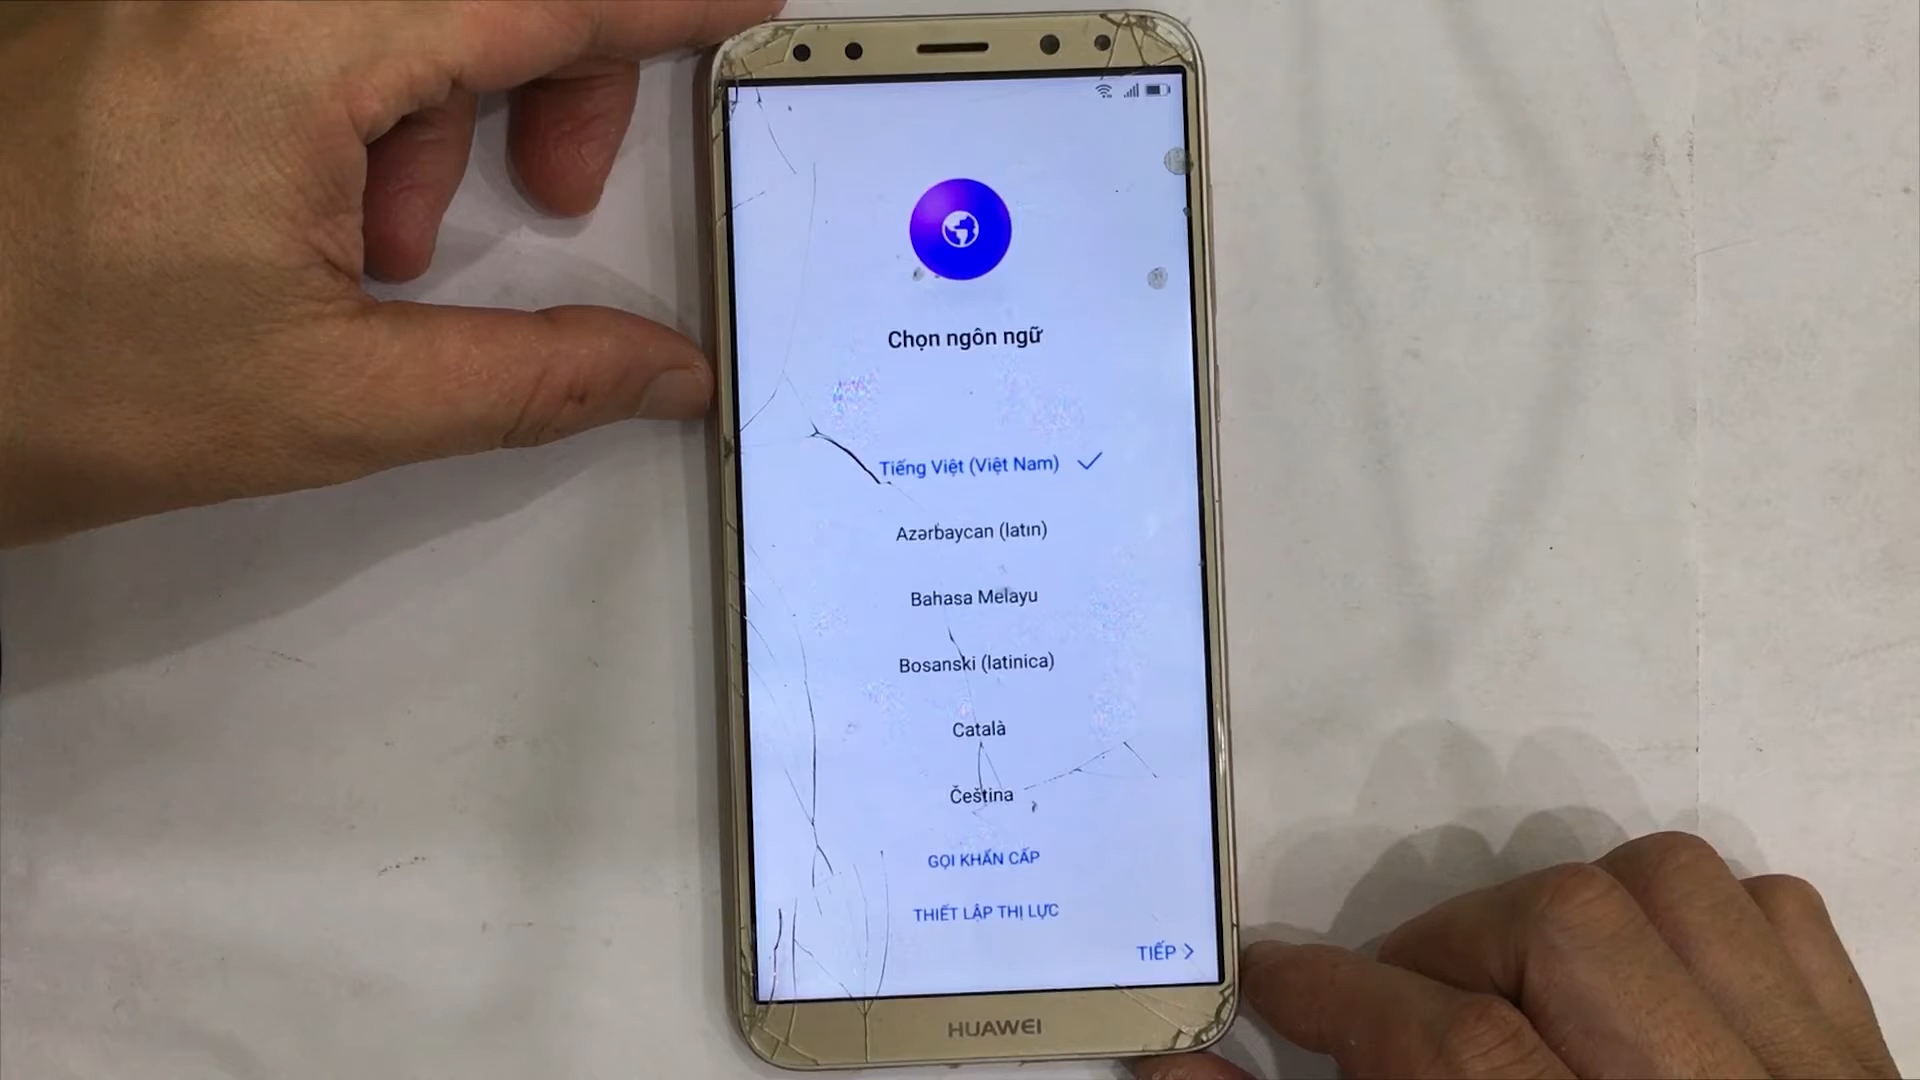 Chọn ngôn ngữ
Tiếng Việt (Việt Nam)
Azərbaycan (latın)
Bahasa Melayu
Bosanski (latinica)
Català
Čeština
GỌI KHẨN CẤP
THIẾT LẬP THỊ LỰC
TIẾP
HUAWEI